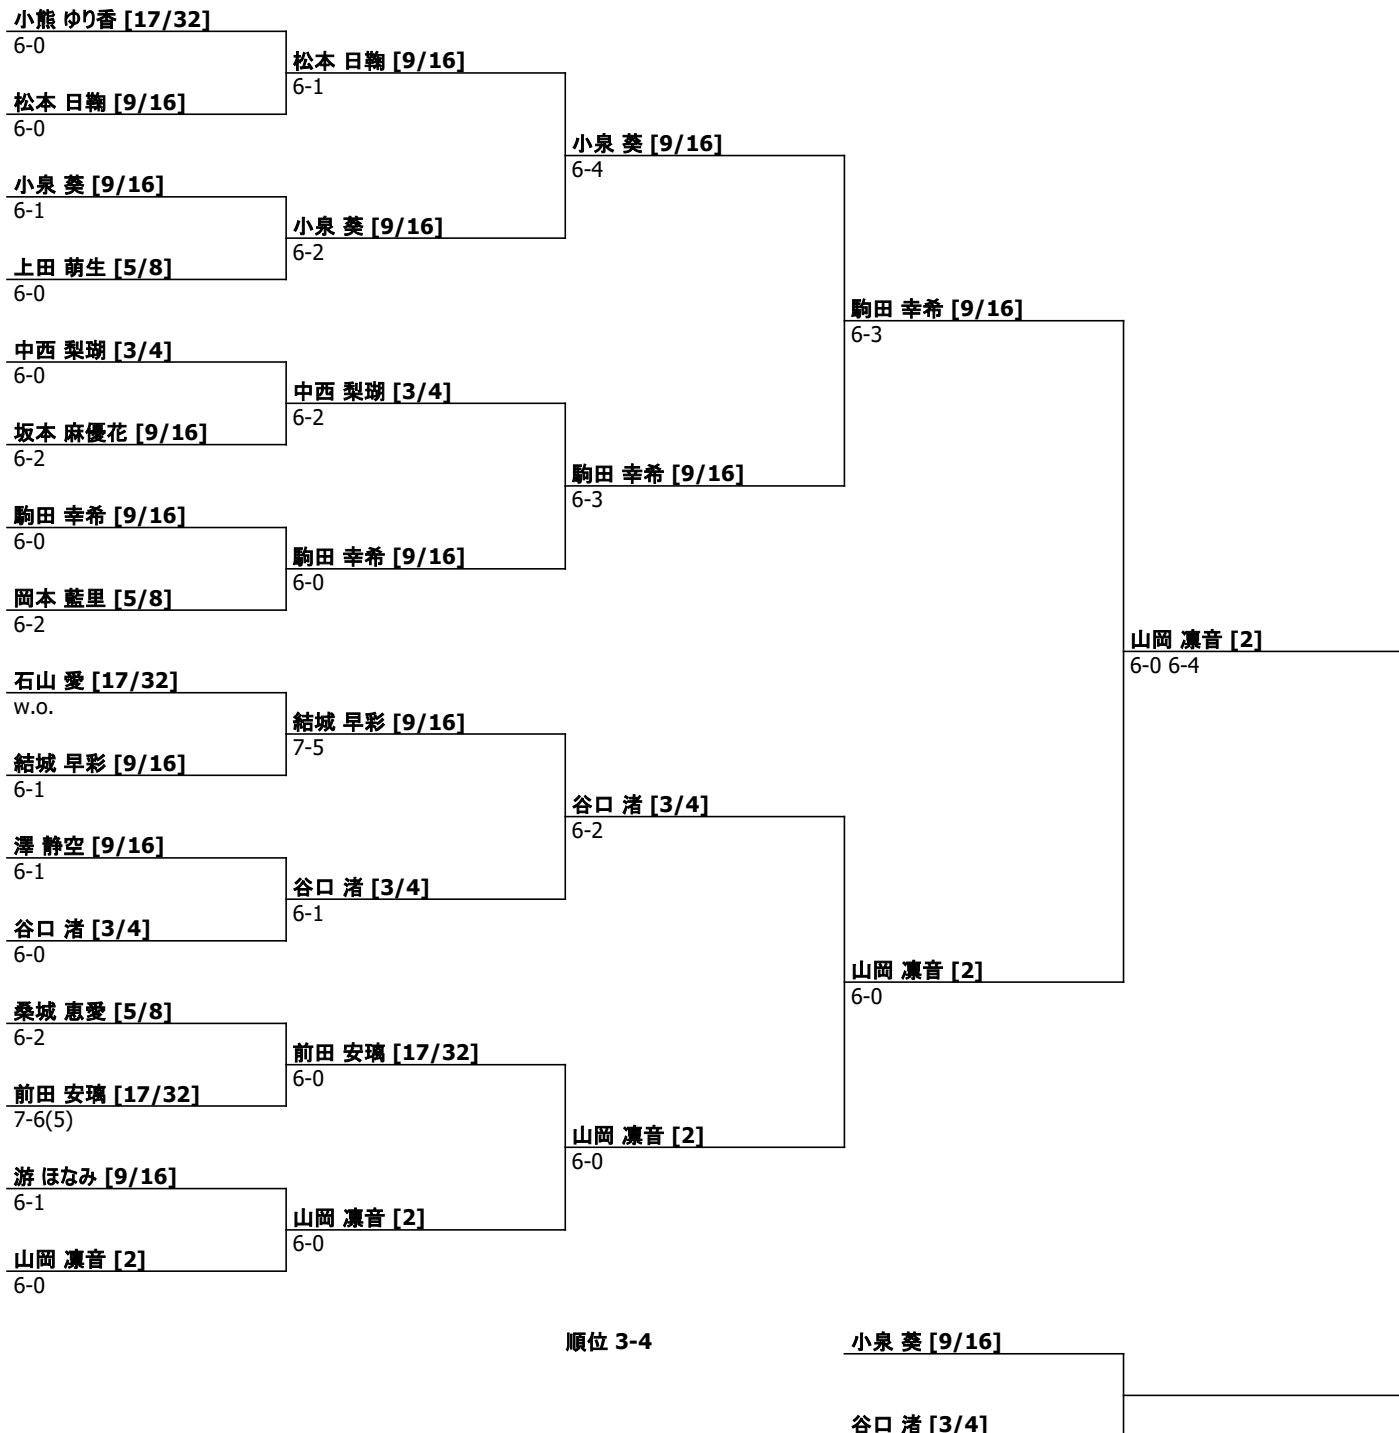 小熊 ゆり香 [17/32]
6-0
松本 日鞠 [9/16]
6-1
松本 日鞠 [9/16]
6-0
小泉 葵 [9/16]
6-4
小泉 葵 [9/16]
6-1
小泉 葵 [9/16]
6-2
上田 萌生 [5/8]
6-0
駒田 幸希 [9/16]
6-3
中西 梨瑚 [3/4]
6-0
中西 梨瑚 [3/4]
6-2
坂本 麻優花 [9/16]
6-2
駒田 幸希 [9/16]
6-3
駒田 幸希 [9/16]
6-0
駒田 幸希 [9/16]
6-0
岡本 藍里 [5/8]
6-2
山岡 凛音 [2]
6-0 6-4
石山 愛 [17/32]
w.o.
結城 早彩 [9/16]
7-5
結城 早彩 [9/16]
6-1
谷口 渚 [3/4]
6-2
澤 静空 [9/16]
6-1
谷口 渚 [3/4]
6-1
谷口 渚 [3/4]
6-0
山岡 凛音 [2]
6-0
桑城 恵愛 [5/8]
6-2
前田 安璃 [17/32]
6-0
前田 安璃 [17/32]
7-6(5)
山岡 凛音 [2]
6-0
游 ほなみ [9/16]
6-1
山岡 凛音 [2]
6-0
山岡 凛音 [2]
6-0
順位 3-4
小泉 葵 [9/16]
谷口 渚 [3/4]